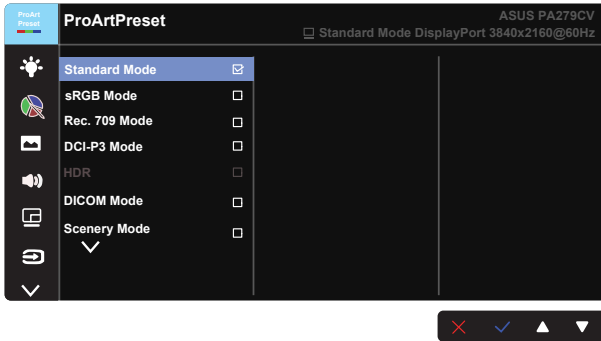 ProArt
Preset
ProArtPreset
ASUS PA279CV
Standard Mode DisplayPort 3840x2160@60Hz
Standard Mode
sRGB Mode
Rec. 709 Mode
DCI-P3 Mode
HDR
DICOM Mode
Scenery Mode